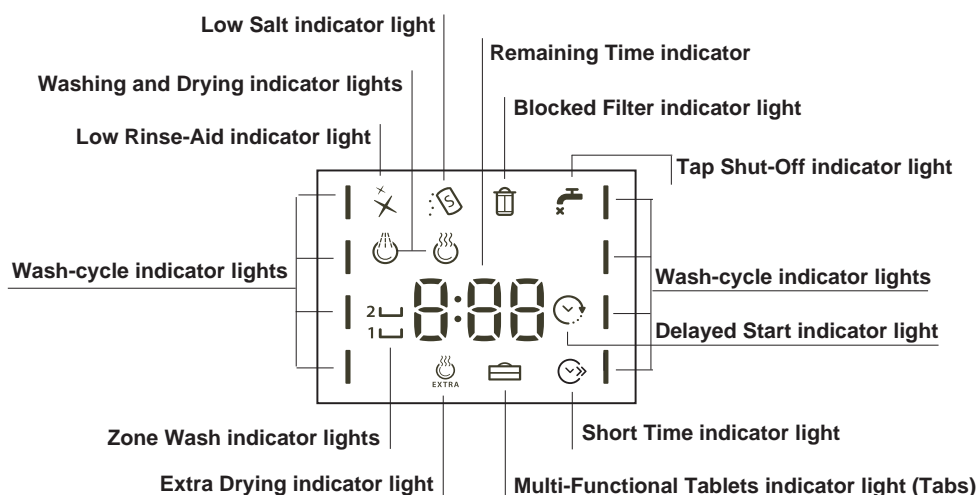 Low Salt indicator light
Remaining Time indicator
Washing and Drying indicator lights
Blocked Filter indicator light
Low Rinse-Aid indicator light
Tap Shut-Off indicator light
S
Wash-cycle indicator lights
Wash-cycle indicator lights
2
8:88
1
Delayed Start indicator light
EXTRA
Zone Wash indicator lights
Short Time indicator light
Extra Drying indicator light
Multi-Functional Tablets indicator light (Tabs)